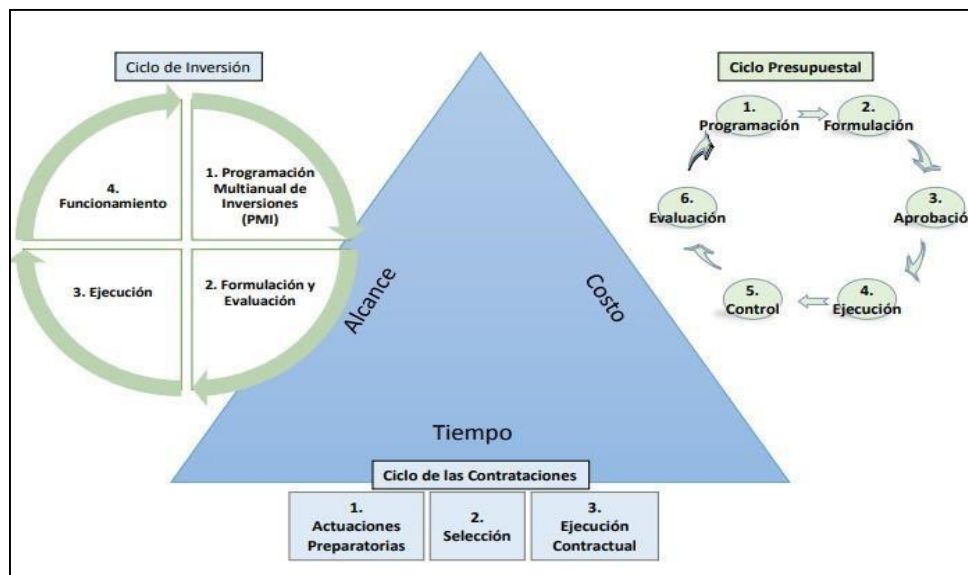 Ciclo de Inversión
4.
Funcionamiento
1. Programación
Multianual de
Inversiones
(PMI)
3. Ejecución
2. Formulación y
Evaluación
Alcance
Costo
Tiempo
Ciclo Presupuestal
1.
Programación
2.
Formulación
3.
Aprobació
4.
Ejecución
5.
Control
6.
Evaluación
Ciclo de las Contrataciones
1.
Actuaciones
Preparatorias
2.
Selección
3.
Ejecución
Contractual